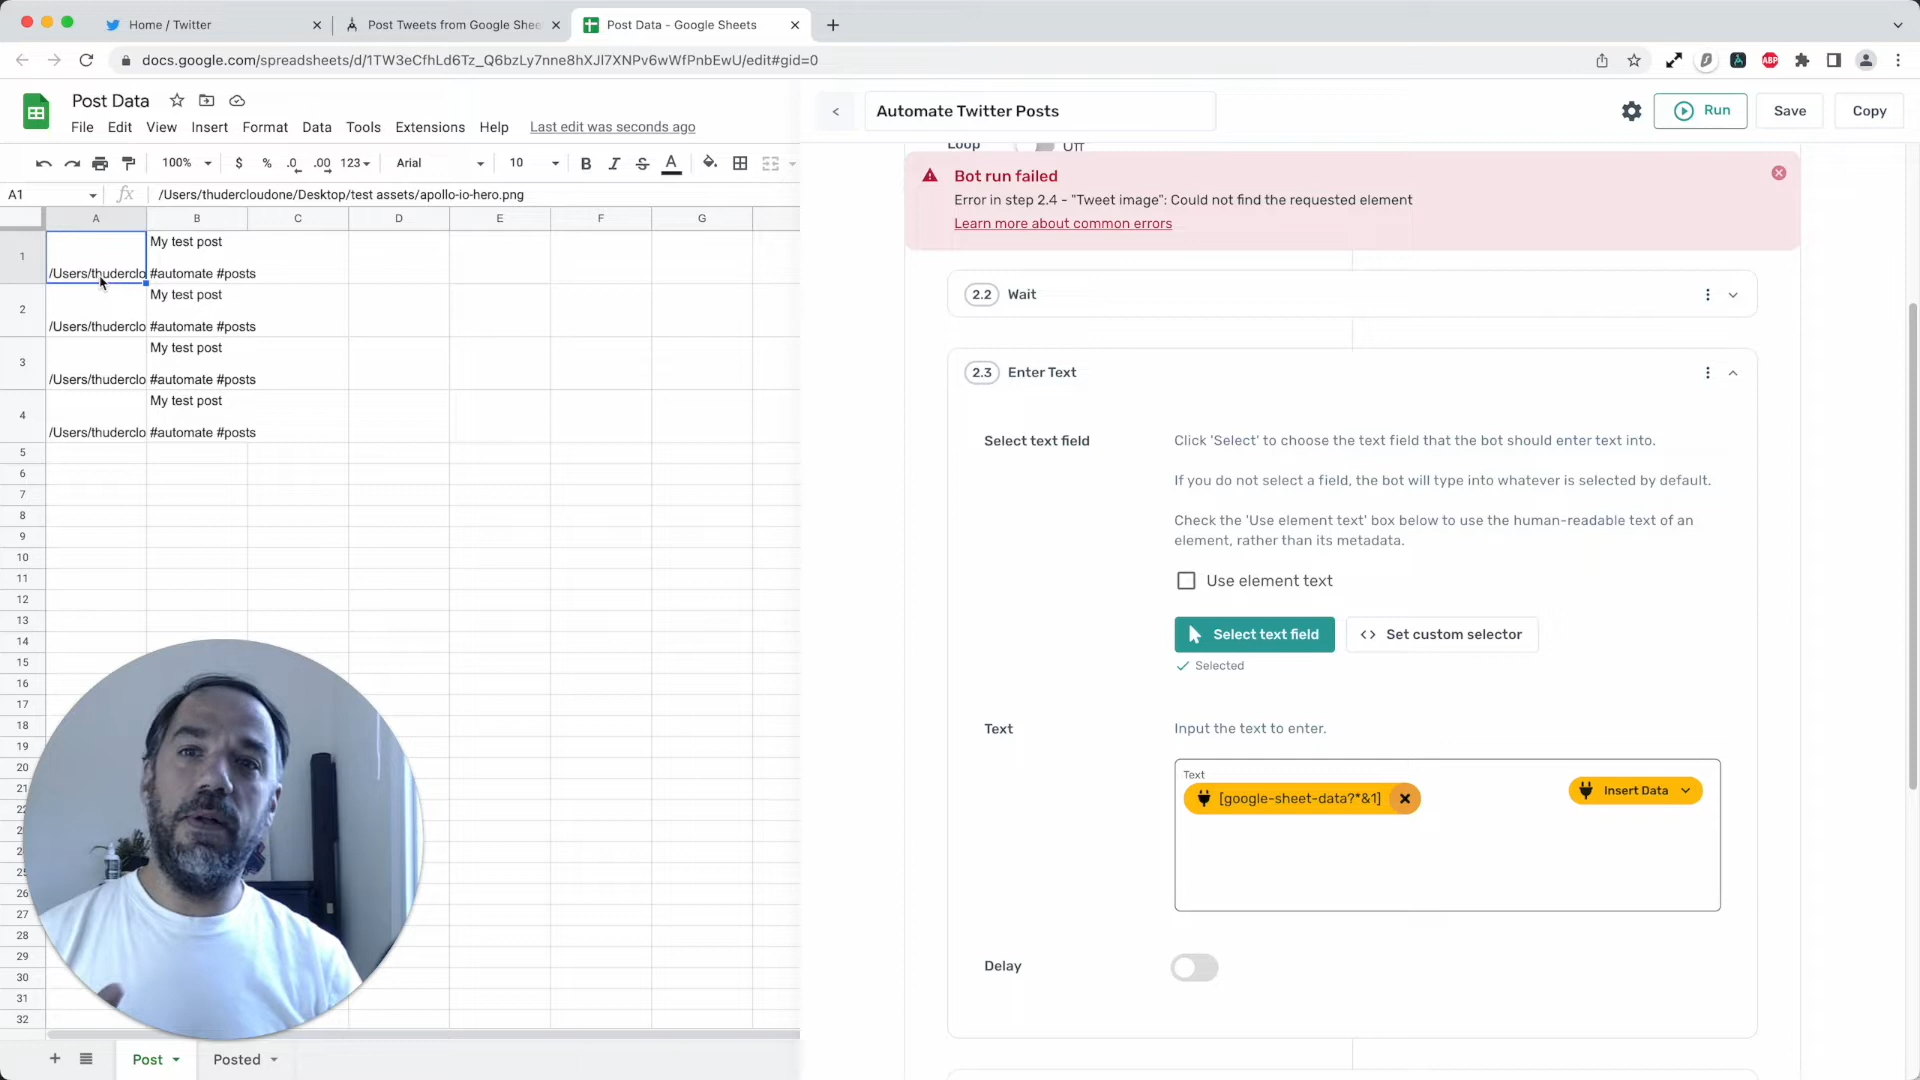 Home / Twitter
Post Tweets from Google Shee
Post Data - Google Sheets
docs.google.com/spreadsheets/d/1TW3eCfhLd6Tz_Q6bzLy7nne8hXJl7XNPv6wWfPnbEwU/edit#gid=0
ABP
Post Data
File Edit View Insert Format Data Tools Extensions Help Last edit was seconds ago
100% $ % .0 .00 123 Arial 10 B I S A
A1 fx /Users/thudercloudone/Desktop/test assets/apollo-io-hero.png
A B C D E F G
1 My test post
/Users/thuderclo #automate #posts
2 My test post
/Users/thuderclo #automate #posts
3 My test post
/Users/thuderclo #automate #posts
4 My test post
/Users/thuderclo #automate #posts
5
6
7
8
9
10
11
12
13
14
15
16
17
18
19
20
21
22
2
2
25
26
27
28
29
30
31
32
Post Posted
Automate Twitter Posts
Run Save Copy
Loop Off
Bot run failed
Error in step 2.4 - "Tweet image": Could not find the requested element
Learn more about common errors
2.2 Wait
2.3 Enter Text
Select text field
Click 'Select' to choose the text field that the bot should enter text into.
If you do not select a field, the bot will type into whatever is selected by default.
Check the 'Use element text' box below to use the human-readable text of an
element, rather than its metadata.
Use element text
Select text field <> Set custom selector
Selected
Text
Input the text to enter.
Text
[google-sheet-data?*&1] Insert Data
Delay